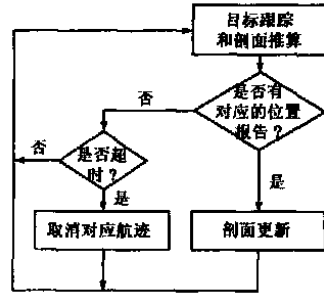 目标跟踪
和剖面推算
是否有
对应的位置
报告？
否
是否超
时？
否
是
是
取消对应航迹
剖面更新